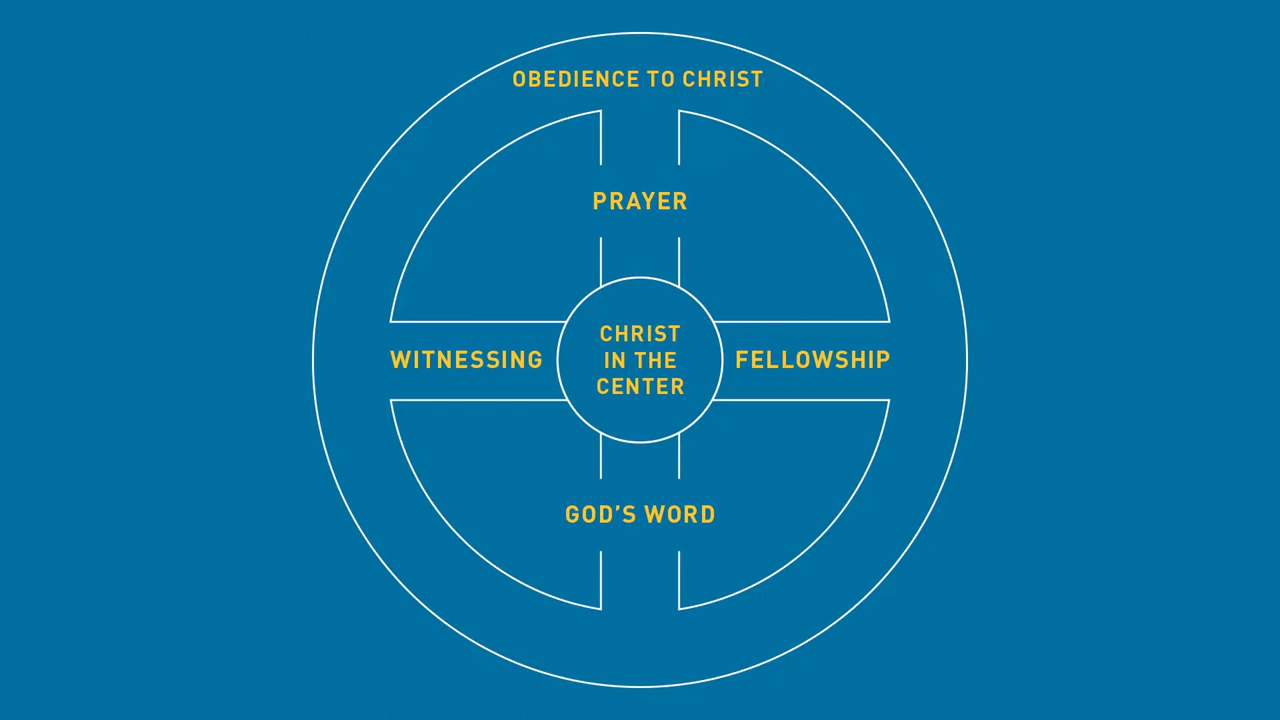 OBEDIENCE TO CHRIST
PRAYER
WITNESSING
CHRIST
IN THE
CENTER
FELLOWSHIP
GOD'S WORD